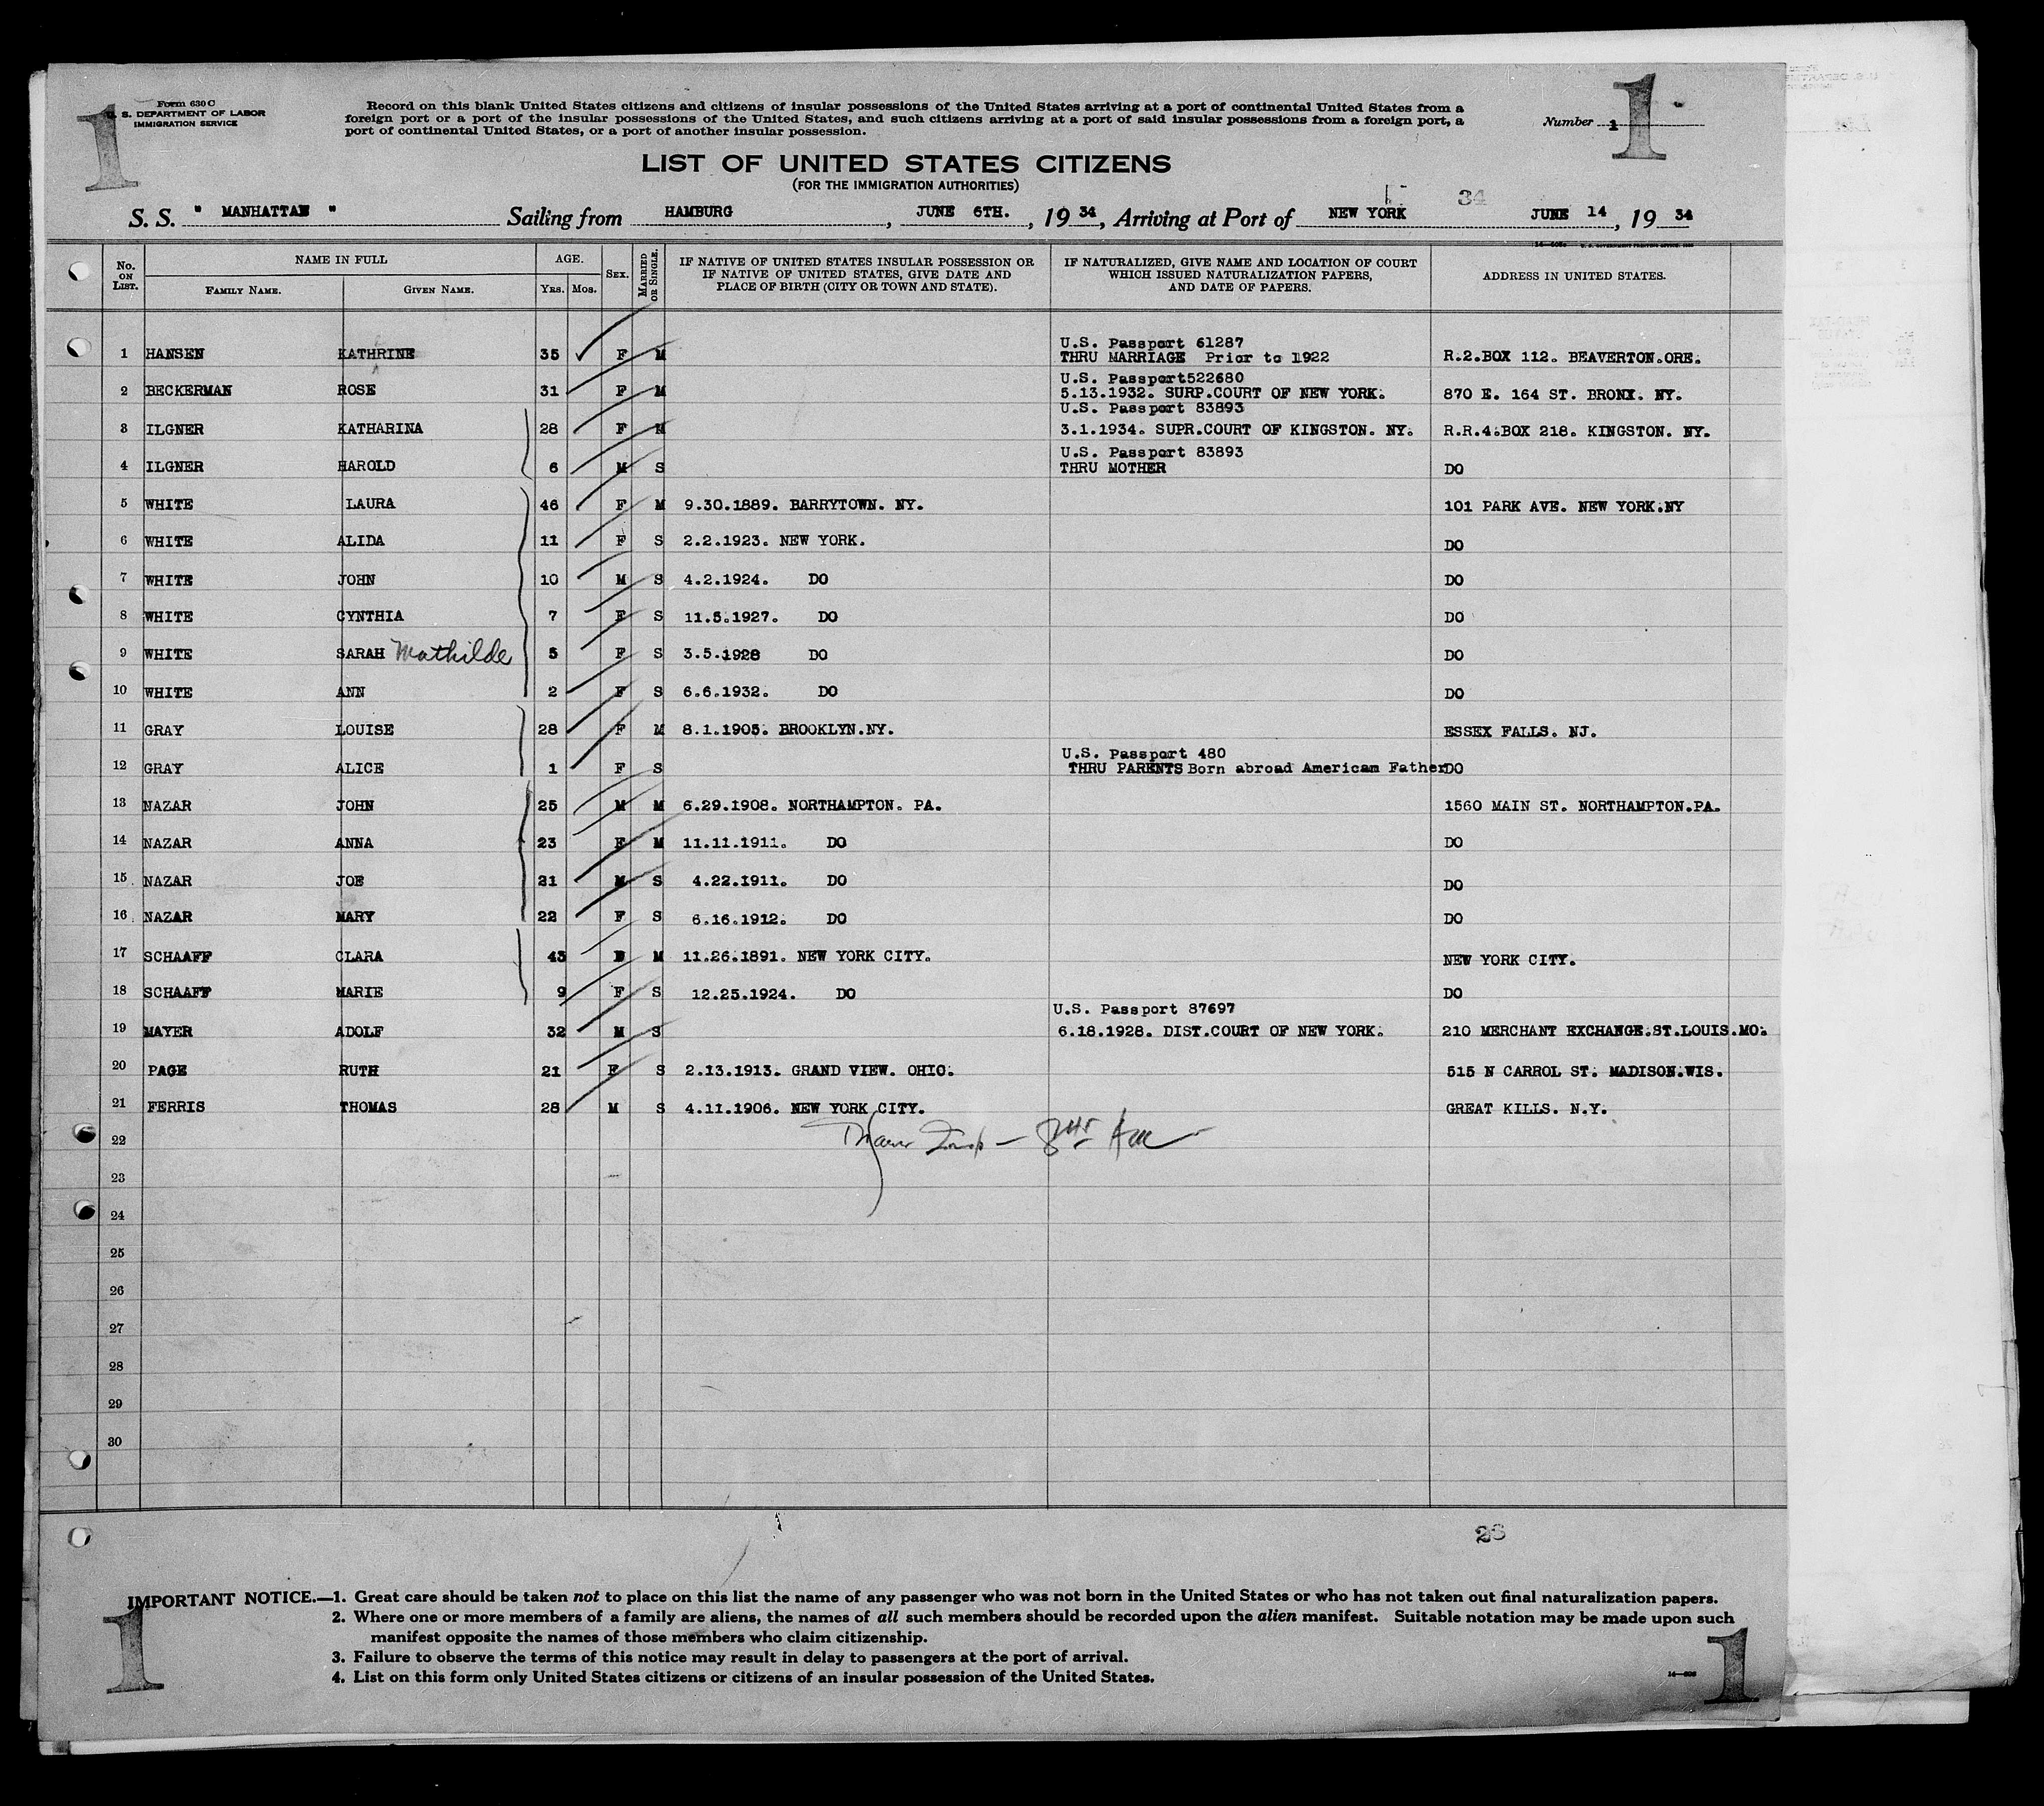 1 1
Form 630 C
U. S. DEPARTMENT OF LABOR
IMMIGRATION SERVICE
Record on this blank United States citizens and citizens of insular possessions of the United States arriving at a port of continental United States from a
foreign port or a port of the insular possessions of the United States, and such citizens arriving at a port of said insular possessions from a foreign port, a
port of continental United States, or a port of another insular possession.
Number 1
LIST OF UNITED STATES CITIZENS
(FOR THE IMMIGRATION AUTHORITIES)
34
S. S. " MANHATTAN " Sailing from HAMBURG, JUNE 6TH., 19 34, Arriving at Port of NEW YORK JUNE 14, 19 34
No. ON LIST. NAME IN FULL FAMILY NAME. GIVEN NAME. AGE. YRS. MOS. SEX. MARRIED OR SINGLE. IF NATIVE OF UNITED STATES INSULAR POSSESSION OR IF NATIVE OF UNITED STATES, GIVE DATE AND PLACE OF BIRTH (CITY OR TOWN AND STATE). IF NATURALIZED, GIVE NAME AND LOCATION OF COURT WHICH ISSUED NATURALIZATION PAPERS, AND DATE OF PAPERS. ADDRESS IN UNITED STATES.
U.S. Passport 61287
1 HANSEN KATHRINE 35 F M THRU MARRIAGE Prior to 1922 R.2.BOX 112. BEAVERTON.ORE.
U.S. Passport522680
2 BECKERMAN ROSE 31 F M 5.13.1932. SURP.COURT OF NEW YORK. 870 E. 164 ST. BRONX. NY.
U.S. Passport 83893
3 ILGNER KATHARINA 28 F M 3.1.1934. SUPR.COURT OF KINGSTON. NY. R.R.4.BOX 218. KINGSTON. NY.
U.S. Passport 83893
4 ILGNER HAROLD 6 M S THRU MOTHER DO
5 WHITE LAURA 46 F M 9.30.1889. BARRYTOWN. NY. 101 PARK AVE. NEW YORK.NY
6 WHITE ALIDA 11 F S 2.2.1923. NEW YORK. DO
7 WHITE JOHN 10 M S 4.2.1924. DO DO
8 WHITE CYNTHIA 7 F S 11.5.1927. DO DO
9 WHITE SARAH Mathilde 5 F S 3.5.1928 DO DO
10 WHITE ANN 2 F S 6.6.1932. DO DO
11 GRAY LOUISE 28 F M 8.1.1905. BROOKLYN.NY. ESSEX FALLS. NJ.
U.S. Passport 480
12 GRAY ALICE 1 F S THRU PARENTS Born abroad American Father DO
13 NAZAR JOHN 25 M M 6.29.1908. NORTHAMPTON. PA. 1560 MAIN ST. NORTHAMPTON.PA.
14 NAZAR ANNA 23 F M 11.11.1911. DO DO
15 NAZAR JOE 21 M S 4.22.1911. DO DO
16 NAZAR MARY 22 F S 6.16.1912. DO DO
17 SCHAAFF CLARA 43 M 11.26.1891. NEW YORK CITY. NEW YORK CITY.
18 SCHAAFF MARIE 9 F S 12.25.1924. DO DO
U.S. Passport 87697
19 MAYER ADOLF 32 M S 6.18.1928. DIST.COURT OF NEW YORK. 210 MERCHANT EXCHANGE.ST.LOUIS.MO.
20 PAGE RUTH 21 F S 2.13.1913. GRAND VIEW. OHIO. 515 N CARROL ST. MADISON.WIS.
21 FERRIS THOMAS 28 M S 4.11.1906. NEW YORK CITY. GREAT KILLS. N.Y.
22
23
24
25
26
27
28
29
30
IMPORTANT NOTICE.—1. Great care should be taken not to place on this list the name of any passenger who was not born in the United States or who has not taken out final naturalization papers.
2. Where one or more members of a family are aliens, the names of all such members should be recorded upon the alien manifest. Suitable notation may be made upon such
manifest opposite the names of those members who claim citizenship.
3. Failure to observe the terms of this notice may result in delay to passengers at the port of arrival.
4. List on this form only United States citizens or citizens of an insular possession of the United States.
1 1